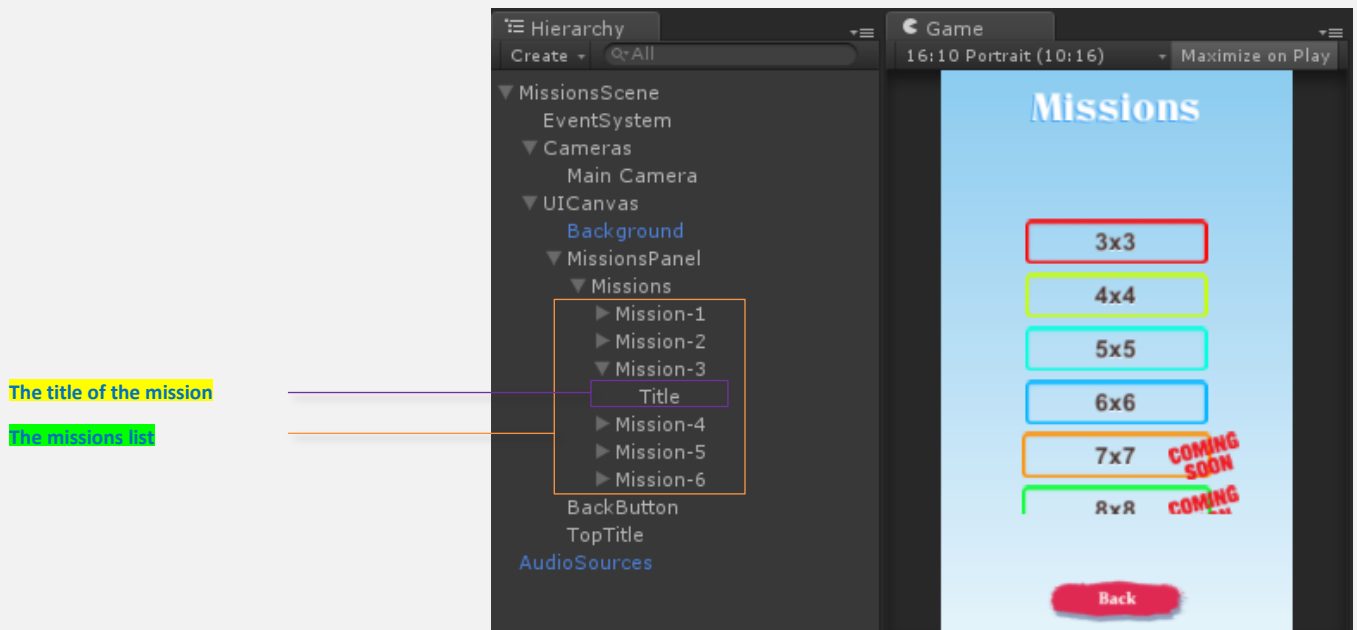 The title of the mission
The missions list
Hierarchy
Create
All
MissionsScene
EventSystem
Cameras
Main Camera
UICanvas
Background
MissionsPanel
Missions
Mission-1
Mission-2
Mission-3
Title
Mission-4
Mission-5
Mission-6
BackButton
TopTitle
AudioSources
Game
16:10 Portrait (10:16)
Maximize on Play
Missions
3x3
4x4
5x5
6x6
7x7
COMING
SOON
8x8
COMING
Back